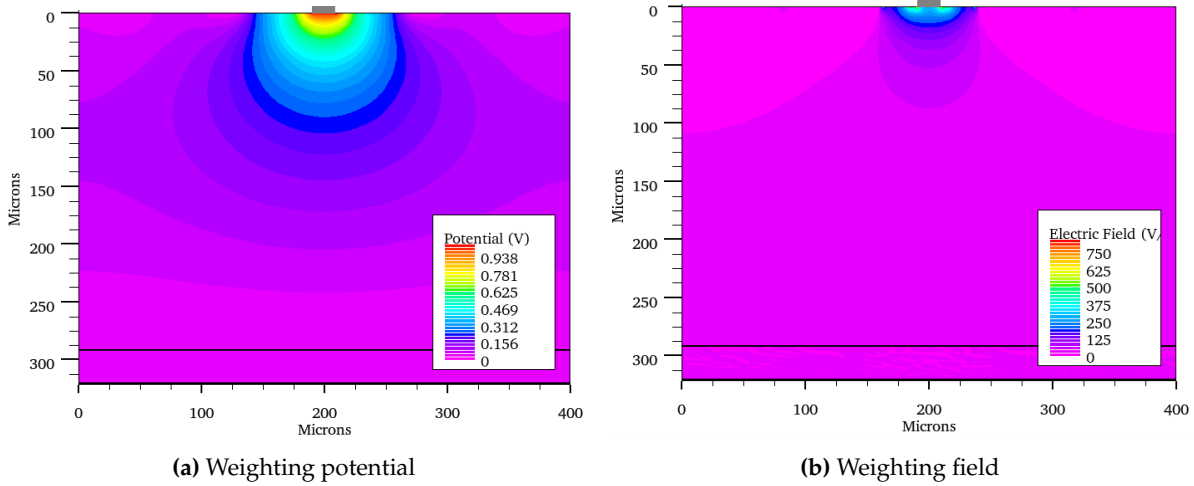 0
50
100
150
200
250
300
Microns
Potential (V)
0.938
0.781
0.625
0.469
0.312
0.156
0
0 100 200 300 400
Microns
(a) Weighting potential
0
50
100
150
200
250
300
Microns
Electric Field (V/
750
625
500
375
250
125
0
0 100 200 300 400
Microns
(b) Weighting field